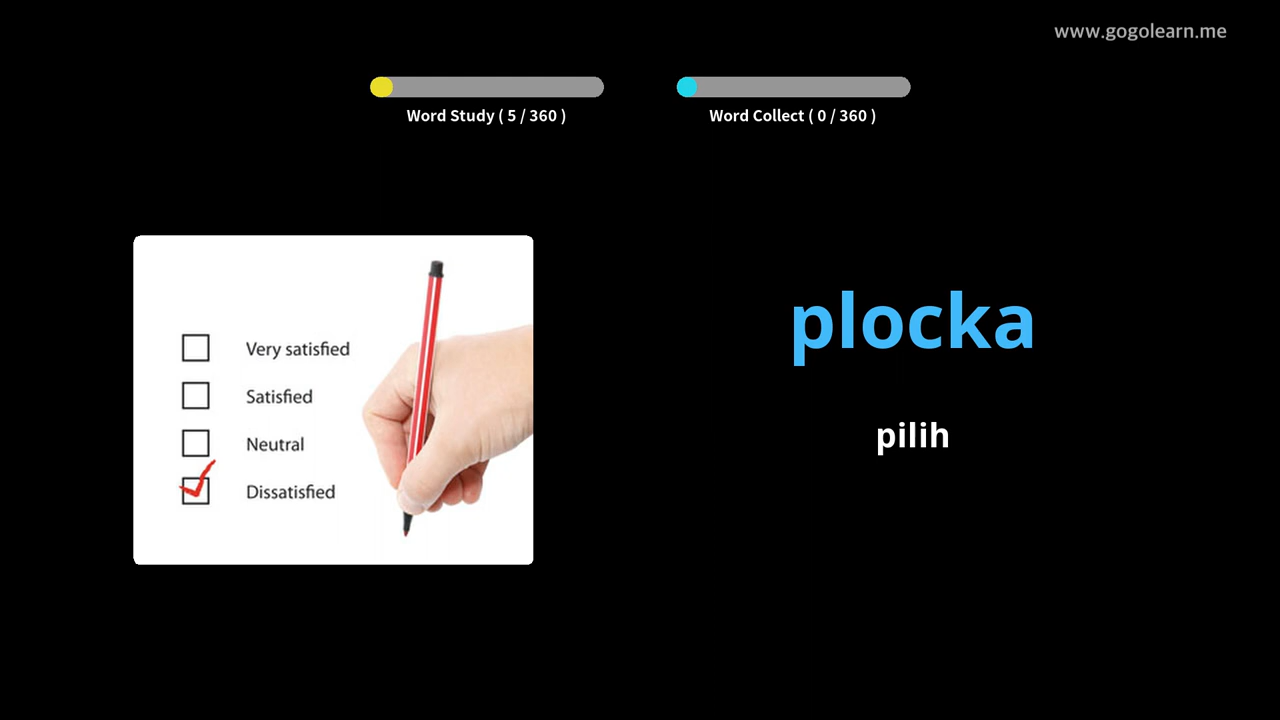 www.gogolearn.me
Word Study ( 5 / 360 )
Word Collect ( 0 / 360 )
Very satisfied
Satisfied
Neutral
Dissatisfied
plocka
pilih